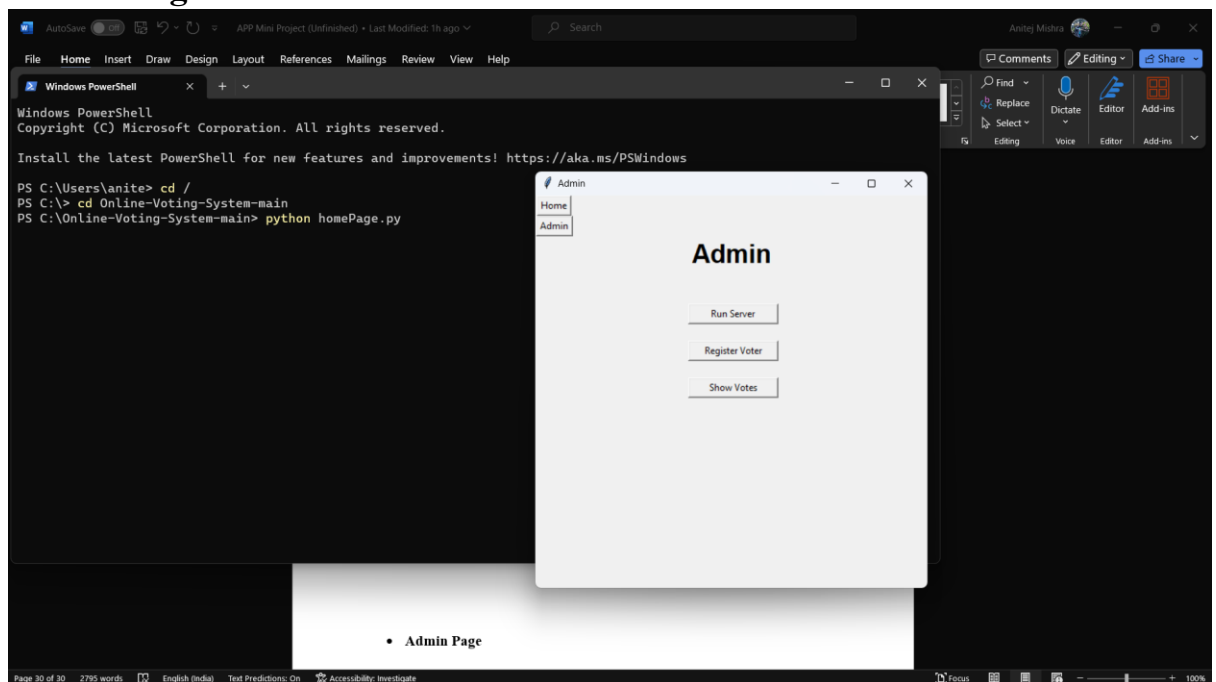 AutoSave Off APP Mini Project (Unfinished) • Last Modified: 1h ago Search Anitej Mishra
File Home Insert Draw Design Layout References Mailings Review View Help Comments Editing Share
Windows PowerShell
Find
Replace
Select
Dictate
Editor
Add-ins
Editing Voice Editor Add-ins
Windows PowerShell
Copyright (C) Microsoft Corporation. All rights reserved.
Install the latest PowerShell for new features and improvements! https://aka.ms/PSWindows
PS C:\Users\anite> cd /
PS C:\> cd Online-Voting-System-main
PS C:\Online-Voting-System-main> python homePage.py
Admin
Home
Admin
Admin
Run Server
Register Voter
Show Votes
• Admin Page
Page 30 of 30 2795 words English (India) Text Predictions: On Accessibility: Investigate Focus 100%